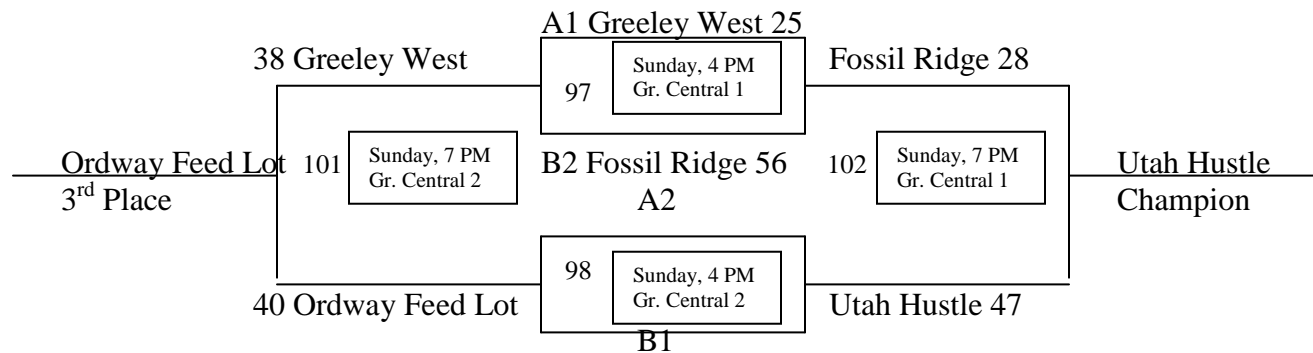 A1 Greeley West 25
38 Greeley West
97
Sunday, 4 PM
Gr. Central 1
Fossil Ridge 28
Ordway Feed Lot
3rd Place
101
Sunday, 7 PM
Gr. Central 2
B2 Fossil Ridge 56
A2
102
Sunday, 7 PM
Gr. Central 1
Utah Hustle
Champion
98
Sunday, 4 PM
Gr. Central 2
40 Ordway Feed Lot
Utah Hustle 47
B1